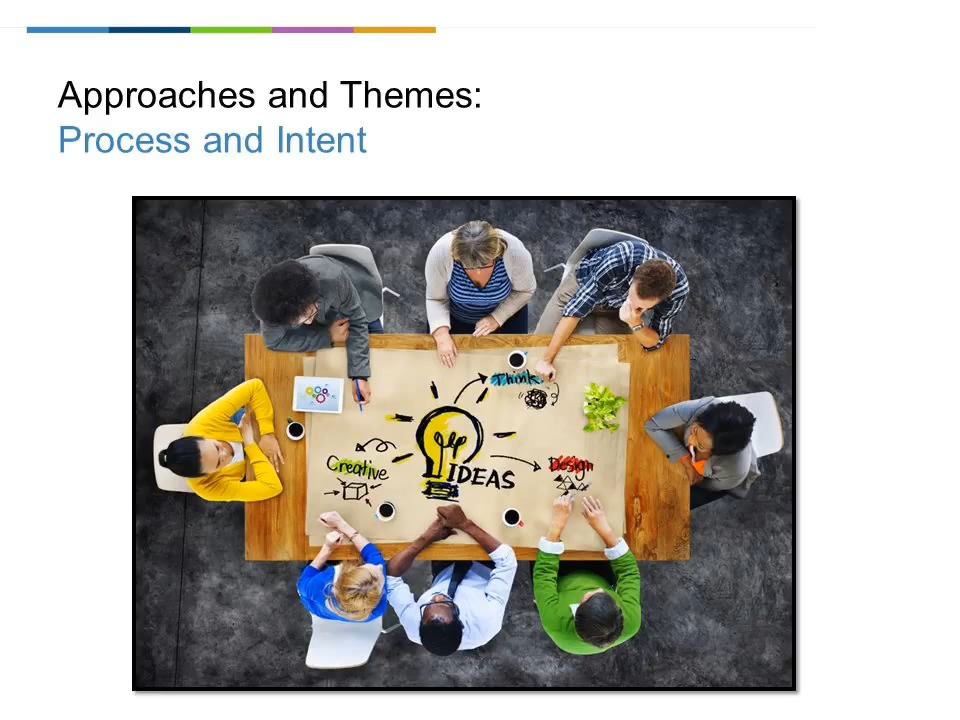 Approaches and Themes:
Process and Intent
Think
Creative
IDEAS
Design